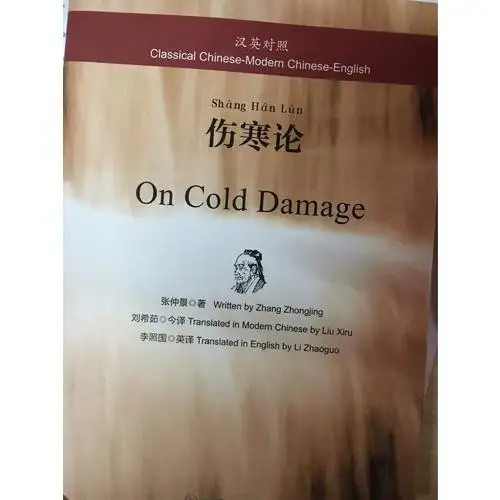 汉英对照
Classical Chinese-Modern Chinese-English
Shāng Hán Lùn
伤寒论
On Cold Damage
张仲景◎著 Written by Zhang Zhongjing
刘希茹◎今译 Translated in Modern Chinese by Liu Xiru
李照国◎英译 Translated in English by Li Zhaoguo